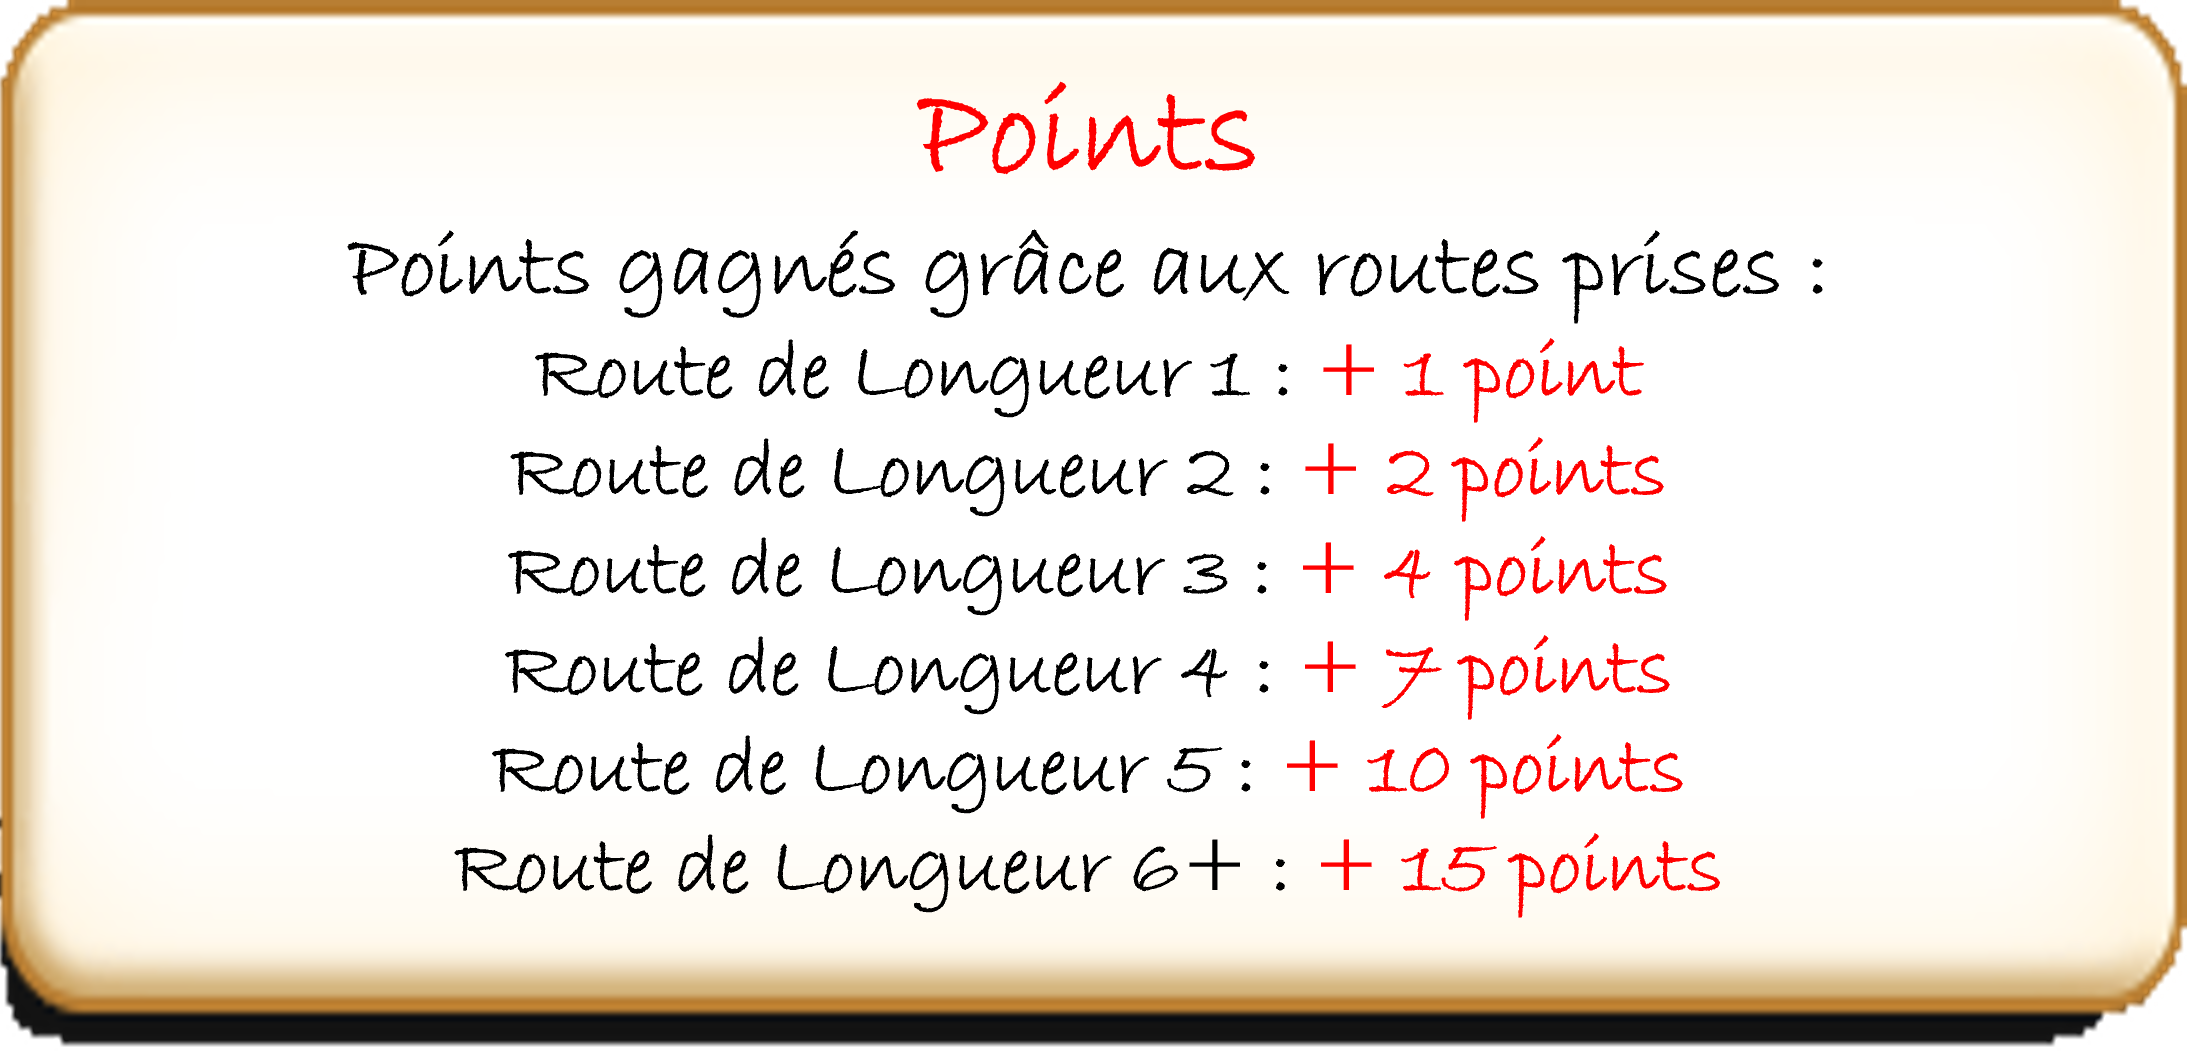 Points
Points gagnés grâce aux routes prises :
Route de Longueur 1 : + 1 point
Route de Longueur 2 : + 2 points
Route de Longueur 3 : + 4 points
Route de Longueur 4 : + 7 points
Route de Longueur 5 : + 10 points
Route de Longueur 6+ : + 15 points